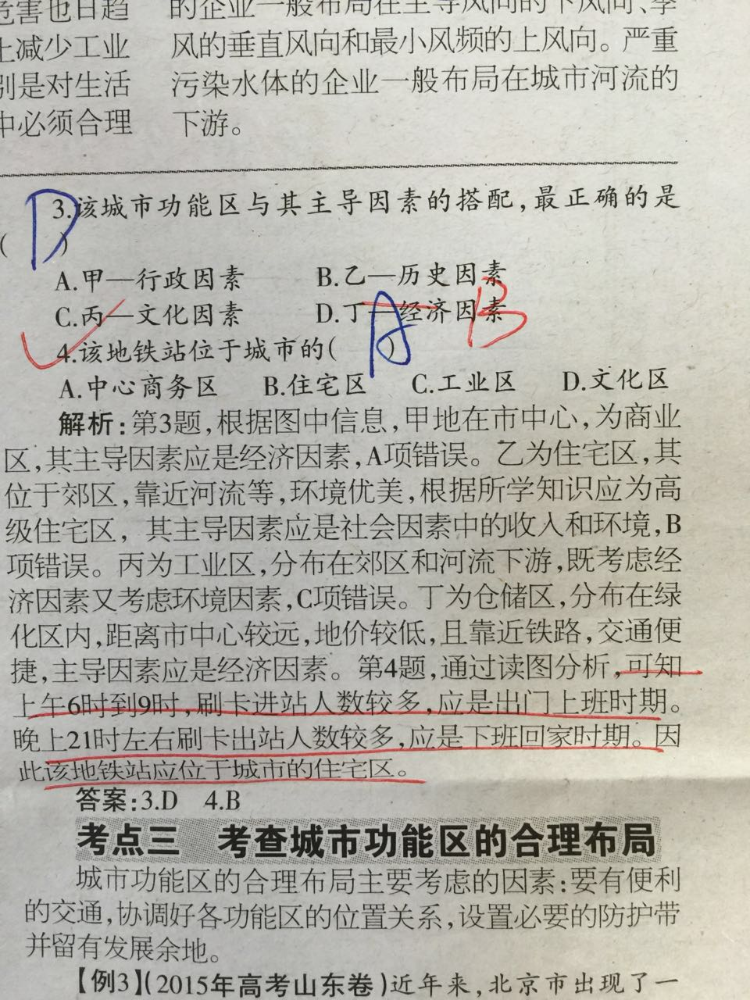 危害也日趋
上减少工业
别是对生活
中必须合理
的企业一般布局在主导风向的下风向、季
风的垂直风向和最小风频的上风向。严重
污染水体的企业一般布局在城市河流的
下游。
3.该城市功能区与其主导因素的搭配,最正确的是
( D )
A.甲—行政因素 B.乙—历史因素
C.丙—文化因素 D.丁—经济因素
B
4.该地铁站位于城市的( A )
A.中心商务区 B.住宅区 C.工业区 D.文化区
解析:第3题,根据图中信息,甲地在市中心,为商业
区,其主导因素应是经济因素,A项错误。乙为住宅区,其
位于郊区,靠近河流等,环境优美,根据所学知识应为高
级住宅区,其主导因素应是社会因素中的收入和环境,B
项错误。丙为工业区,分布在郊区和河流下游,既考虑经
济因素又考虑环境因素,C项错误。丁为仓储区,分布在绿
化区内,距离市中心较远,地价较低,且靠近铁路,交通便
捷,主导因素应是经济因素。第4题,通过读图分析,可知
上午6时到9时,刷卡进站人数较多,应是出门上班时期。
晚上21时左右刷卡出站人数较多,应是下班回家时期。因
此该地铁站应位于城市的住宅区。
答案:3.D 4.B
考点三 考查城市功能区的合理布局
城市功能区的合理布局主要考虑的因素:要有便利
的交通,协调好各功能区的位置关系,设置必要的防护带
并留有发展余地。
【例3】(2015年高考山东卷)近年来,北京市出现了一